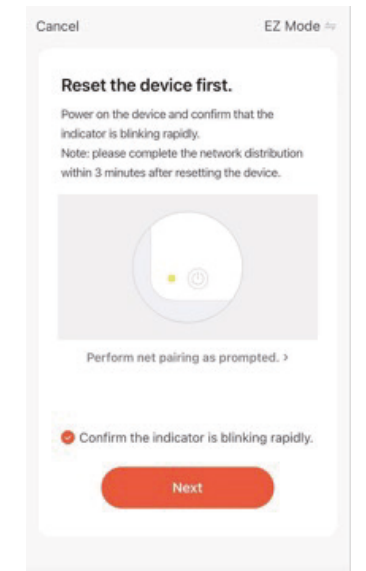 Cancel
EZ Mode ⇋
Reset the device first.
Power on the device and confirm that the
indicator is blinking rapidly.
Note: please complete the network distribution
within 3 minutes after resetting the device.
Perform net pairing as prompted. >
Confirm the indicator is blinking rapidly.
Next